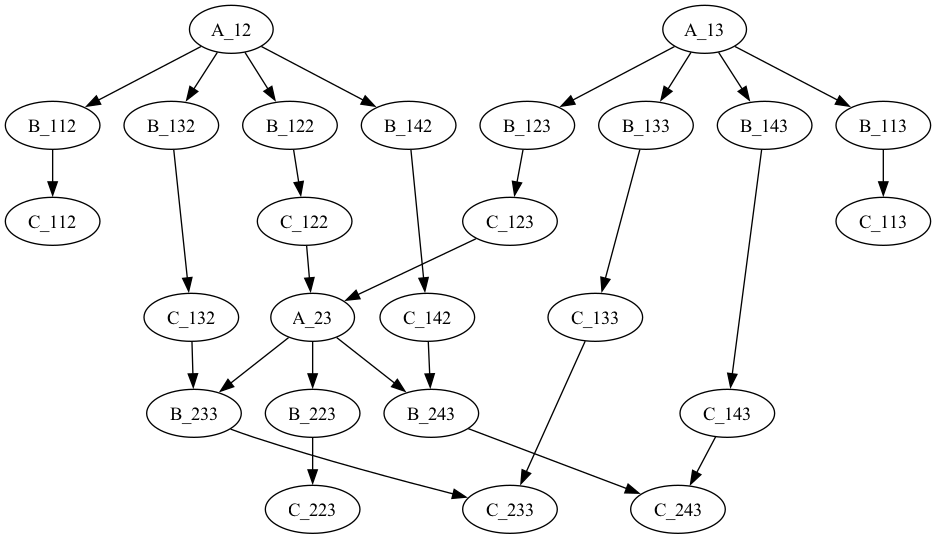 A_12 A_13
B_112 B_132 B_122 B_142 B_123 B_133 B_143 B_113
C_112 C_122 C_123 C_113
C_132 A_23 C_142 C_133
B_233 B_223 B_243 C_143
C_223 C_233 C_243